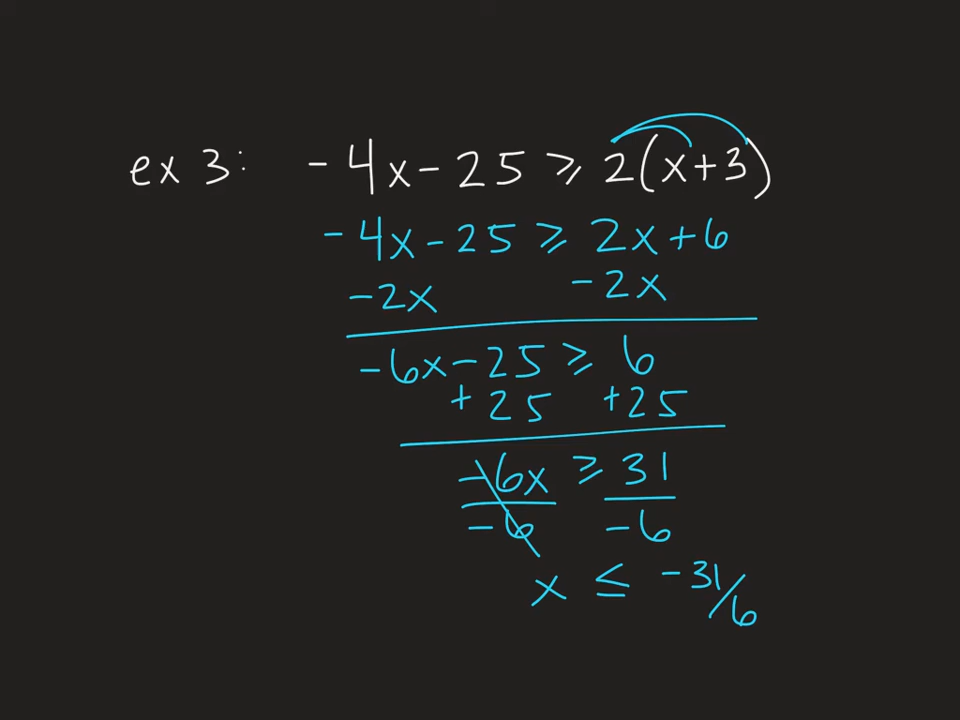 ex 3: -4x-25 ≥ 2(x+3)
-4x-25 ≥ 2x+6
-2x -2x
-6x-25 ≥ 6
+25 +25
-6x ≥ 31
-6 -6
x ≤ -31/6